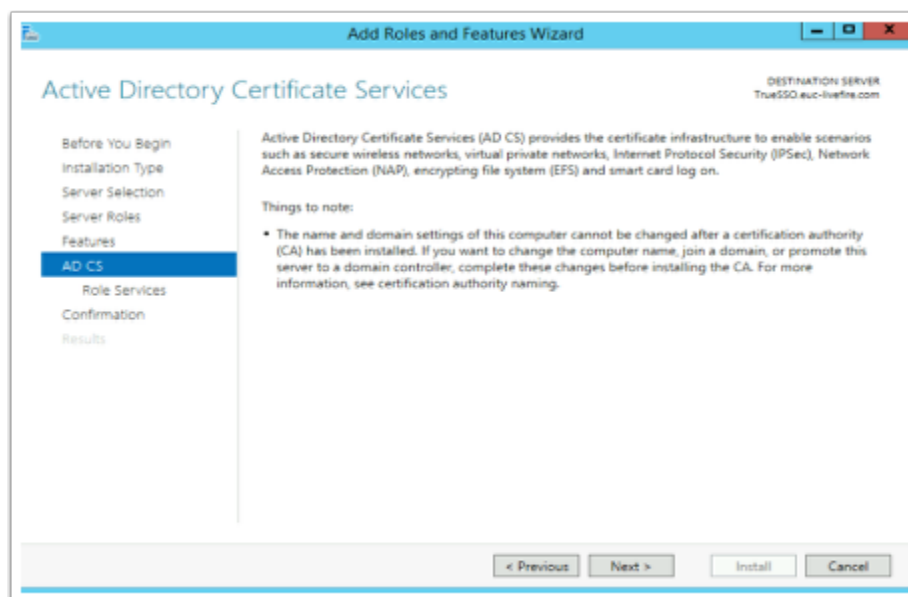 Add Roles and Features Wizard
Active Directory Certificate Services
DESTINATION SERVER
TrueSSO.euc-livefire.com
Before You Begin
Installation Type
Server Selection
Server Roles
Features
AD CS
Role Services
Confirmation
Results
Active Directory Certificate Services (AD CS) provides the certificate infrastructure to enable scenarios
such as secure wireless networks, virtual private networks, Internet Protocol Security (IPSec), Network
Access Protection (NAP), encrypting file system (EFS) and smart card log on.
Things to note:
• The name and domain settings of this computer cannot be changed after a certification authority
(CA) has been installed. If you want to change the computer name, join a domain, or promote this
server to a domain controller, complete these changes before installing the CA. For more
information, see certification authority naming.
< Previous Next > Install Cancel